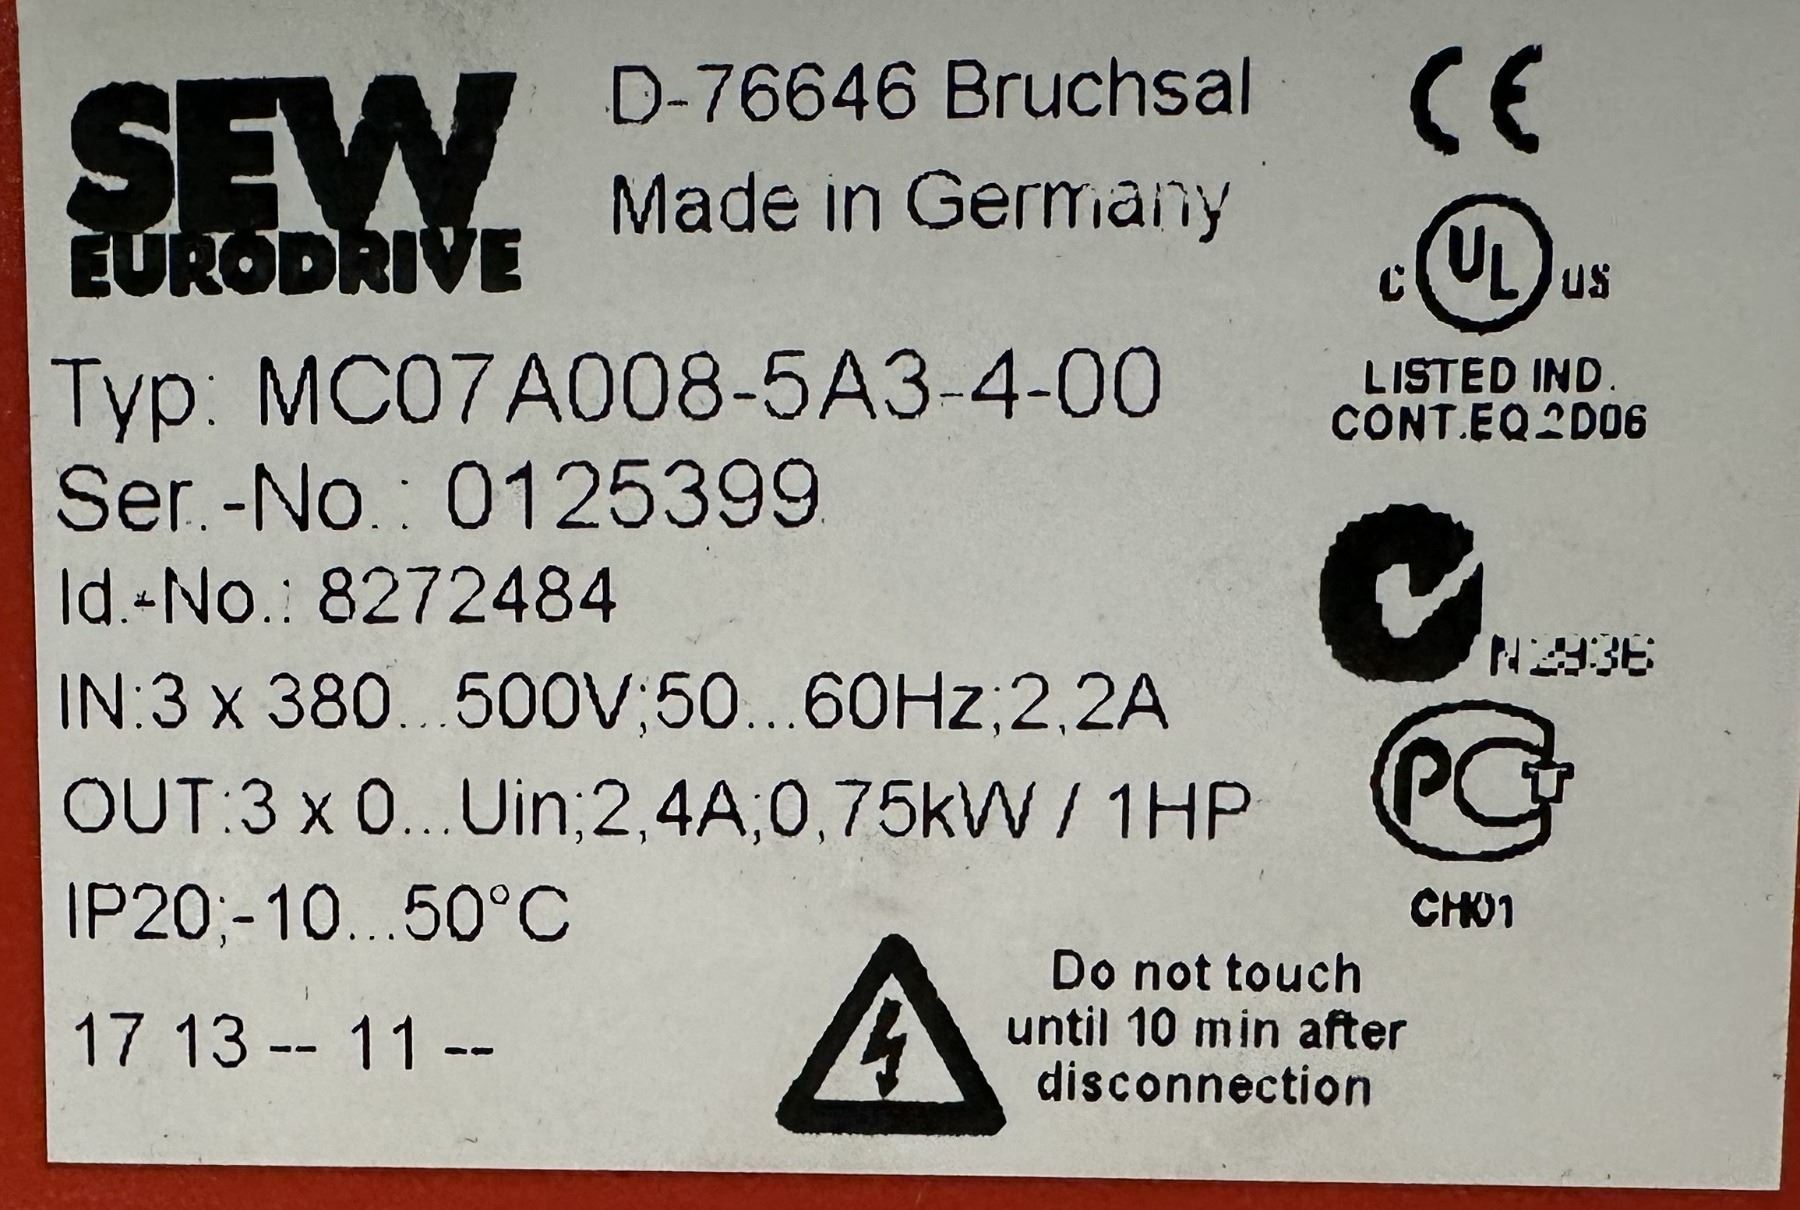 SEW
EURODRIVE
D-76646 Bruchsal
Made in Germany
CE
c UL us
LISTED IND.
CONT.EQ 2D06
Typ: MC07A008-5A3-4-00
Ser.-No.: 0125399
Id.-No.: 8272484
N2936
IN:3 x 380...500V;50...60Hz;2,2A
OUT:3 x 0...Uin;2,4A;0,75kW / 1HP
PCT
CH01
IP20;-10...50°C
17 13 -- 11 --
Do not touch
until 10 min after
disconnection